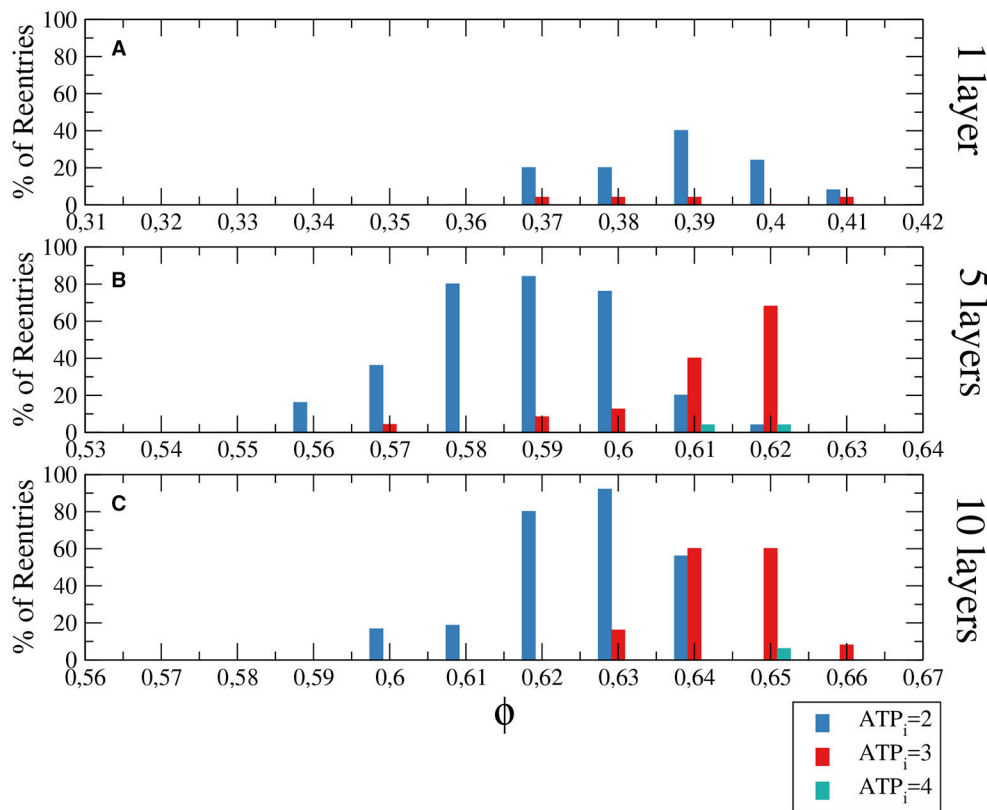 A
% of Reentries
100
80
60
40
20
0
0,31 0,32 0,33 0,34 0,35 0,36 0,37 0,38 0,39 0,4 0,41 0,42
1 layer
B
% of Reentries
100
80
60
40
20
0
0,53 0,54 0,55 0,56 0,57 0,58 0,59 0,6 0,61 0,62 0,63 0,64
5 layers
C
% of Reentries
100
80
60
40
20
0
0,56 0,57 0,58 0,59 0,6 0,61 0,62 0,63 0,64 0,65 0,66 0,67
10 layers
ϕ
ATPi=2
ATPi=3
ATPi=4